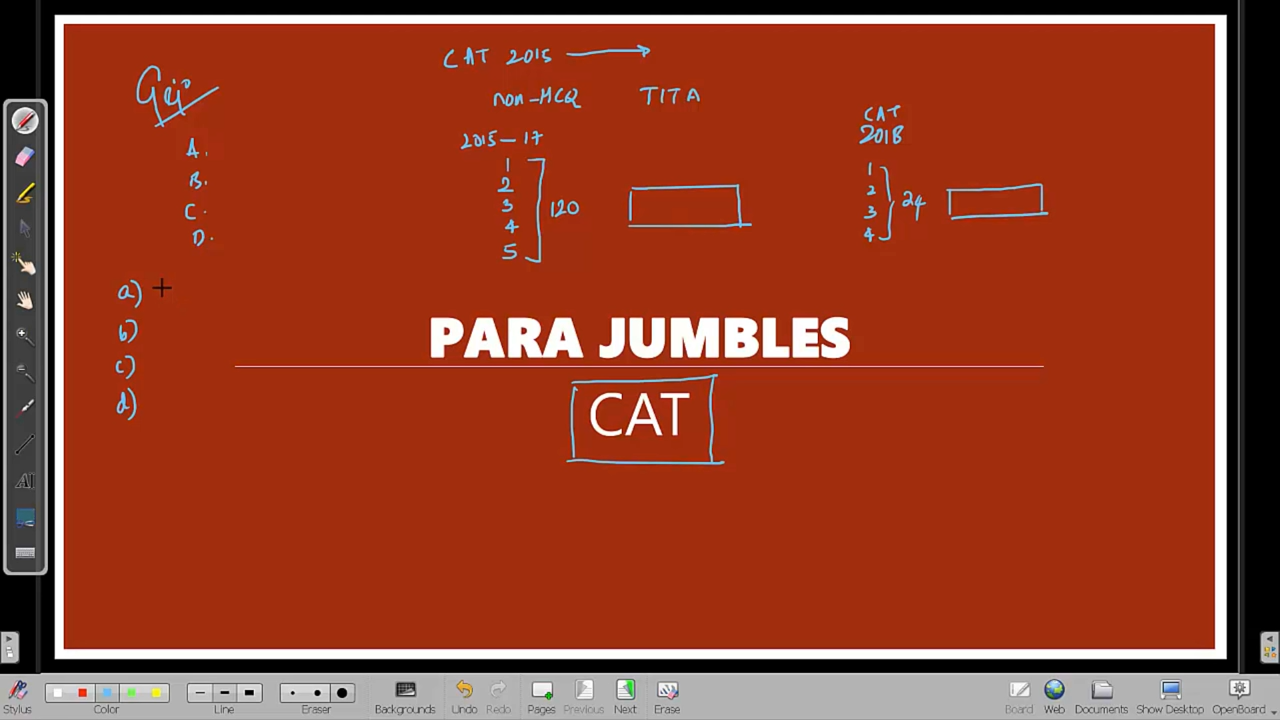 CAT 2015
non-MCQ TITA
A.
B.
C.
D.
a)
b)
c)
d)
2015-17
1
2
3
4
5
120
CAT
2018
1
2
3
4
24
PARA JUMBLES
CAT
Stylus
Color
Line
Eraser
Backgrounds
Undo
Redo
Pages
Previous
Next
Erase
Board
Web
Documents
Show Desktop
OpenBoard
AI